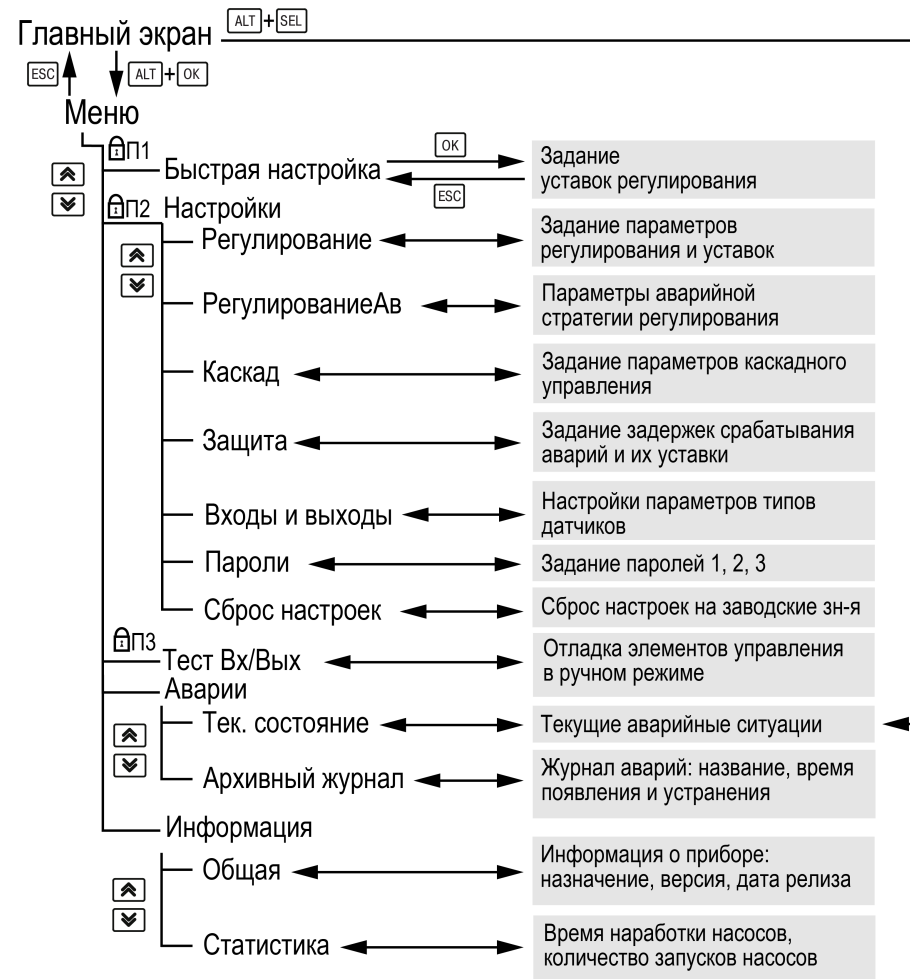 Главный экран ALT+SEL
ESC ALT+OK
Меню
П1
Быстрая настройка OK ESC
Задание
уставок регулирования
П2 Настройки
Регулирование
Задание параметров
регулирования и уставок
РегулированиеАв
Параметры аварийной
стратегии регулирования
Каскад
Задание параметров каскадного
управления
Защита
Задание задержек срабатывания
аварий и их уставки
Входы и выходы
Настройки параметров типов
датчиков
Пароли
Задание паролей 1, 2, 3
Сброс настроек
Сброс настроек на заводские зн-я
П3
Тест Вх/Вых
Отладка элементов управления
в ручном режиме
Аварии
Тек. состояние
Текущие аварийные ситуации
Архивный журнал
Журнал аварий: название, время
появления и устранения
Информация
Общая
Информация о приборе:
назначение, версия, дата релиза
Статистика
Время наработки насосов,
количество запусков насосов